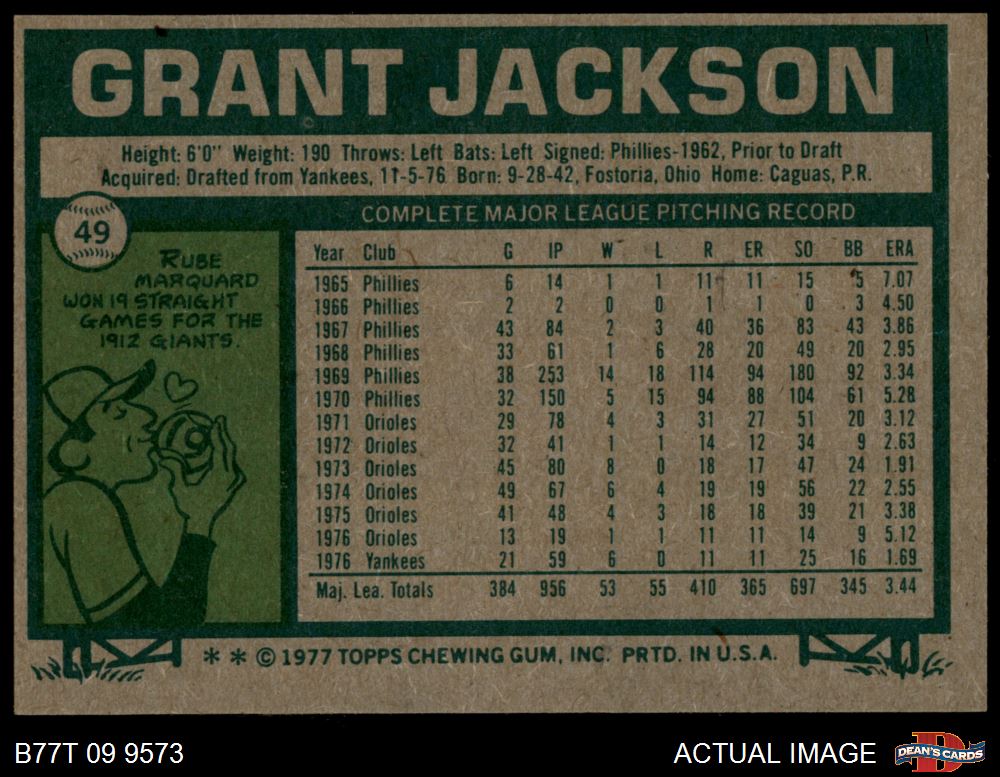 GRANT JACKSON
Height: 6'0" Weight: 190 Throws: Left Bats: Left Signed: Phillies-1962, Prior to Draft
Acquired: Drafted from Yankees, 11-5-76 Born: 9-28-42, Fostoria, Ohio Home: Caguas, P.R.
49
RUBE
MARQUARD
WON 19 STRAIGHT
GAMES FOR THE
1912 GIANTS.
COMPLETE MAJOR LEAGUE PITCHING RECORD
Year Club G IP W L R ER SO BB ERA
1965 Phillies 6 14 1 1 11 11 15 5 7.07
1966 Phillies 2 2 0 0 1 1 0 3 4.50
1967 Phillies 43 84 2 3 40 36 83 43 3.86
1968 Phillies 33 61 1 6 28 20 49 20 2.95
1969 Phillies 38 253 14 18 114 94 180 92 3.34
1970 Phillies 32 150 5 15 94 88 104 61 5.28
1971 Orioles 29 78 4 3 31 27 51 20 3.12
1972 Orioles 32 41 1 1 14 12 34 9 2.63
1973 Orioles 45 80 8 0 18 17 47 24 1.91
1974 Orioles 49 67 6 4 19 19 56 22 2.55
1975 Orioles 41 48 4 3 18 18 39 21 3.38
1976 Orioles 13 19 1 1 11 11 14 9 5.12
1976 Yankees 21 59 6 0 11 11 25 16 1.69
Maj. Lea. Totals 384 956 53 55 410 365 697 345 3.44
* * © 1977 TOPPS CHEWING GUM, INC. PRTD. IN U.S.A.
B77T 09 9573
ACTUAL IMAGE
D
DEAN'S CARDS